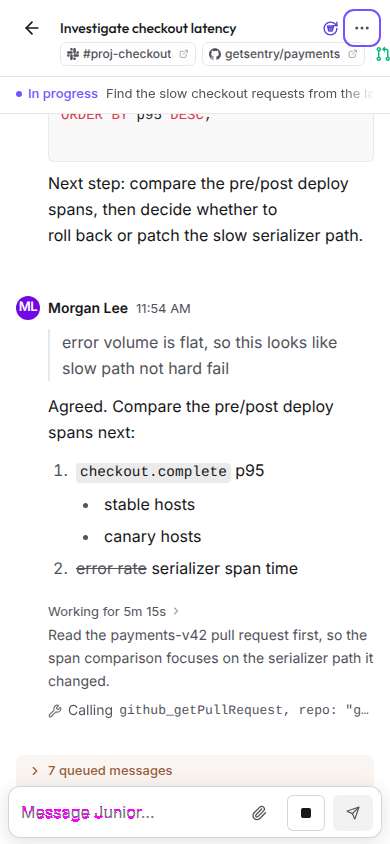 Investigate checkout latency
#proj-checkout
getsentry/payments
In progress Find the slow checkout requests from the
ORDER BY p95 DESC;
Next step: compare the pre/post deploy
spans, then decide whether to
roll back or patch the slow serializer path.
ML Morgan Lee 11:54 AM
error volume is flat, so this looks like
slow path not hard fail
Agreed. Compare the pre/post deploy
spans next:
1. checkout.complete p95
• stable hosts
• canary hosts
2. error rate serializer span time
Working for 5m 15s
Read the payments-v42 pull request first, so the
span comparison focuses on the serializer path it
changed.
Calling github_getPullRequest, repo: "g…
7 queued messages
Message Junior...